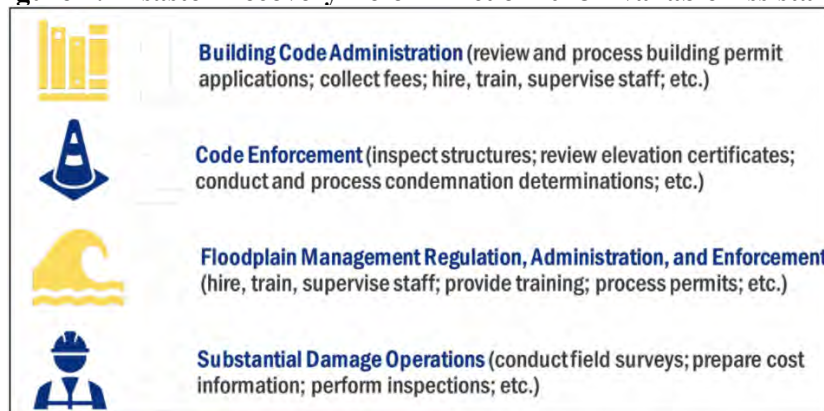 Building Code Administration (review and process building permit
applications; collect fees; hire, train, supervise staff; etc.)
Code Enforcement (inspect structures; review elevation certificates;
conduct and process condemnation determinations; etc.)
Floodplain Management Regulation, Administration, and Enforcement
(hire, train, supervise staff; provide training; process permits; etc.)
Substantial Damage Operations (conduct field surveys; prepare cost
information; perform inspections; etc.)